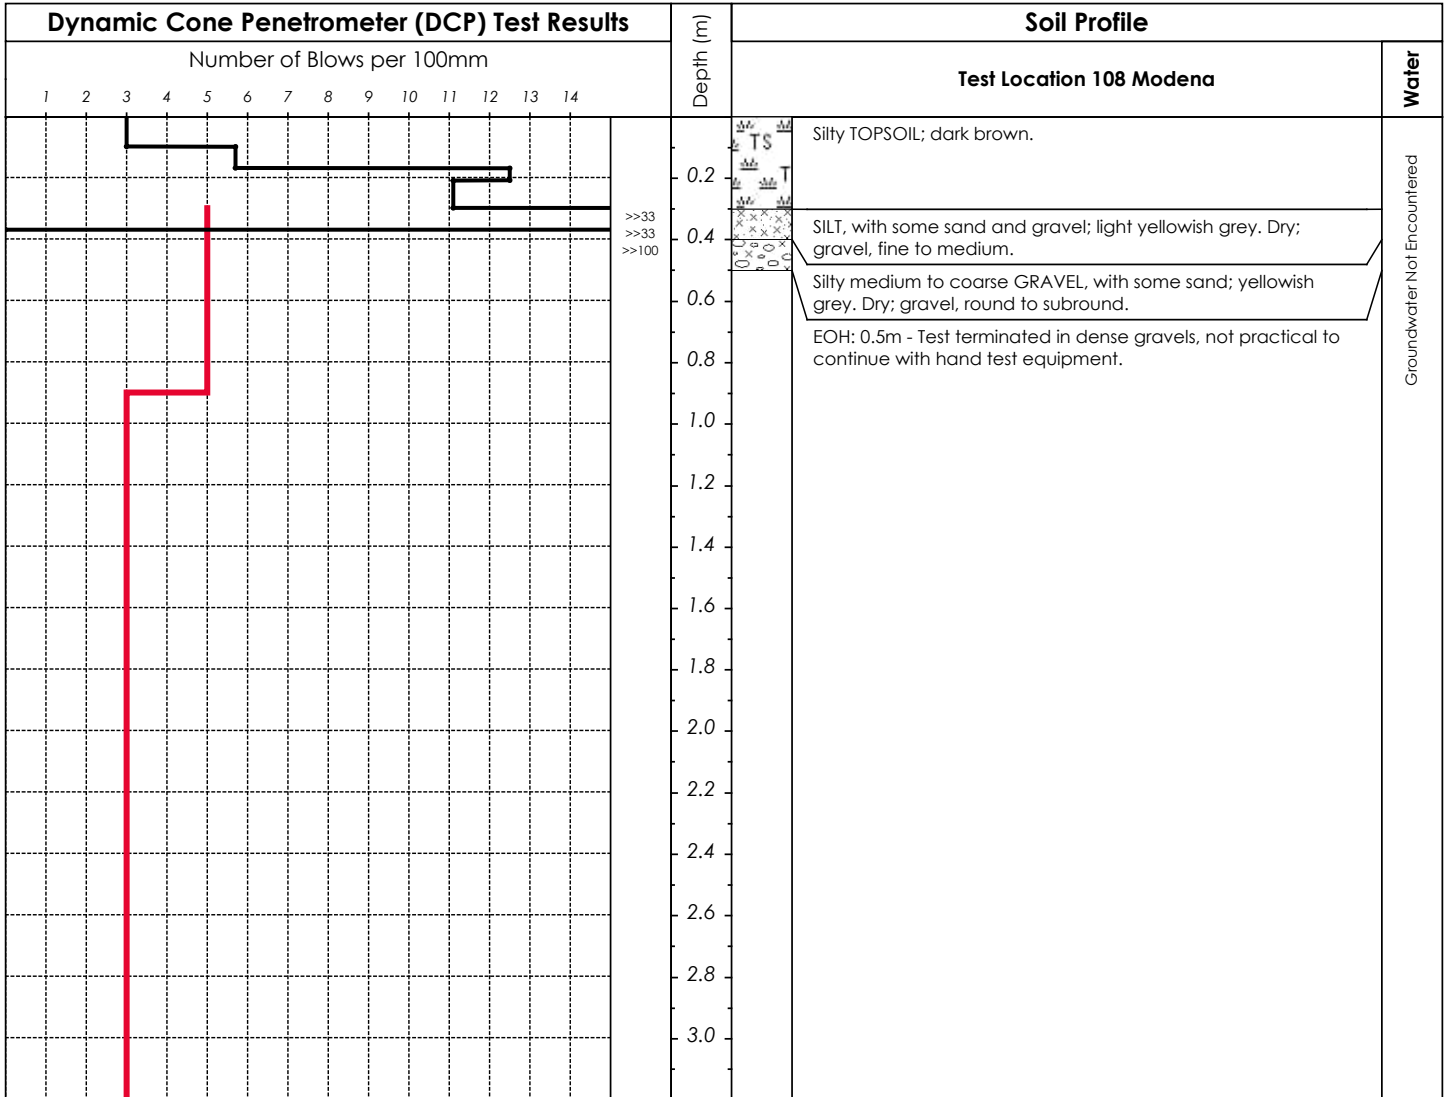 Dynamic Cone Penetrometer (DCP) Test Results
Number of Blows per 100mm
1 2 3 4 5 6 7 8 9 10 11 12 13 14
>>33
>>33
>>100
Depth (m)
0.2
0.4
0.6
0.8
1.0
1.2
1.4
1.6
1.8
2.0
2.2
2.4
2.6
2.8
3.0
Soil Profile
Test Location 108 Modena
Water
TS
T
Silty TOPSOIL; dark brown.
SILT, with some sand and gravel; light yellowish grey. Dry;
gravel, fine to medium.
Silty medium to coarse GRAVEL, with some sand; yellowish
grey. Dry; gravel, round to subround.
EOH: 0.5m - Test terminated in dense gravels, not practical to
continue with hand test equipment.
Groundwater Not Encountered